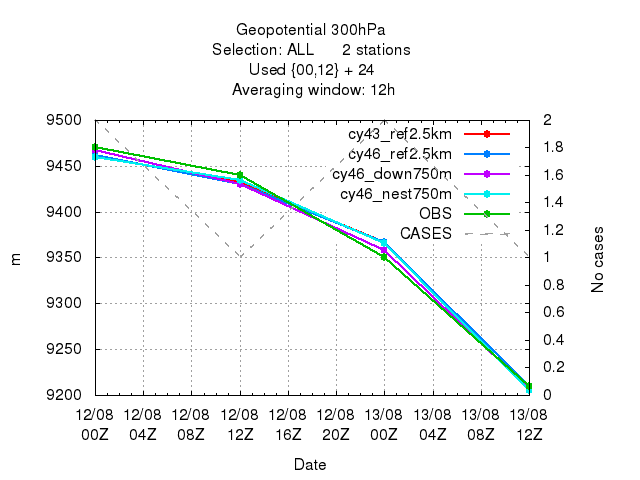 Geopotential 300hPa
Selection: ALL 2 stations
Used {00,12} + 24
Averaging window: 12h
9500
9450
9400
9350
9300
9250
9200
m
2
1.8
1.6
1.4
1.2
1
0.8
0.6
0.4
0.2
0
No cases
cy43_ref2.5km
cy46_ref2.5km
cy46_down750m
cy46_nest750m
OBS
CASES
12/08 12/08 12/08 12/08 12/08 12/08 13/08 13/08 13/08 13/08
00Z 04Z 08Z 12Z 16Z 20Z 00Z 04Z 08Z 12Z
Date